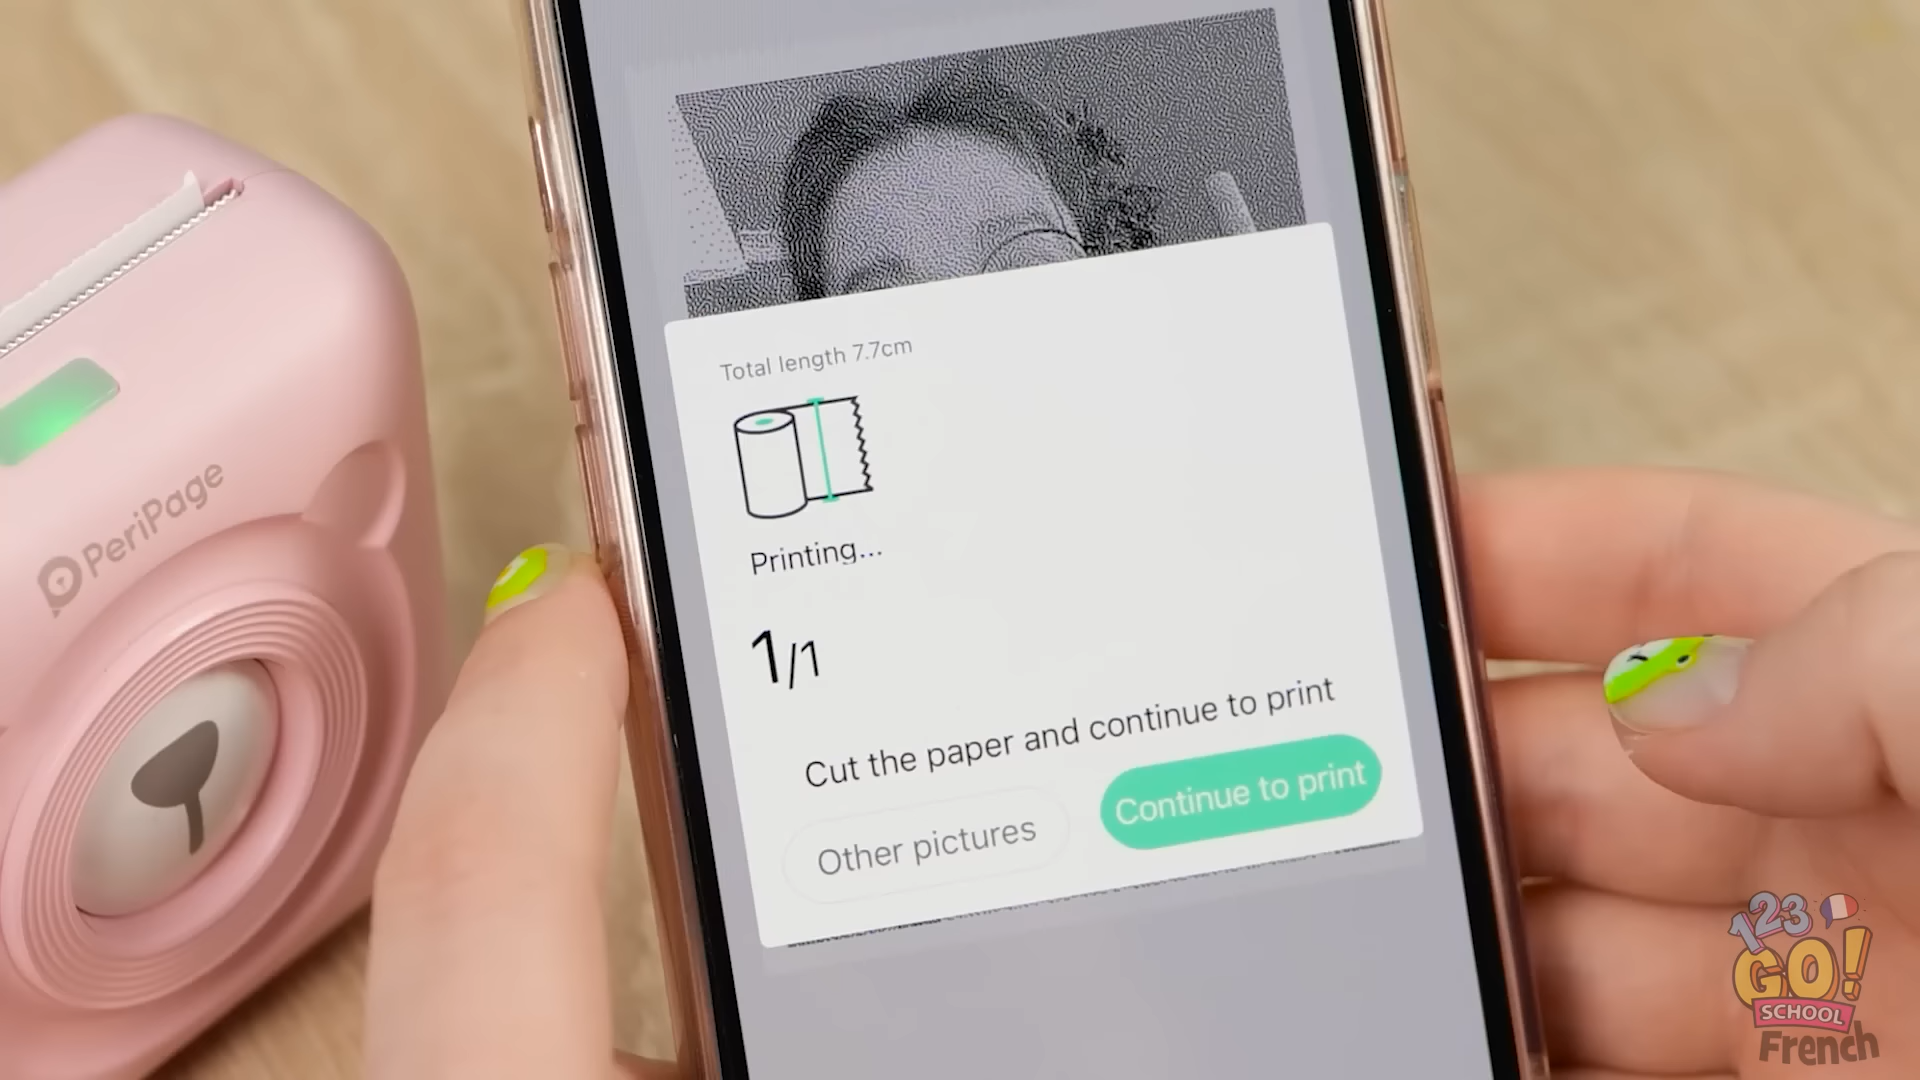 Total length 7.7cm
Printing...
1/1
Cut the paper and continue to print
Other pictures
Continue to print
PeriPage
123
GO!
SCHOOL
French